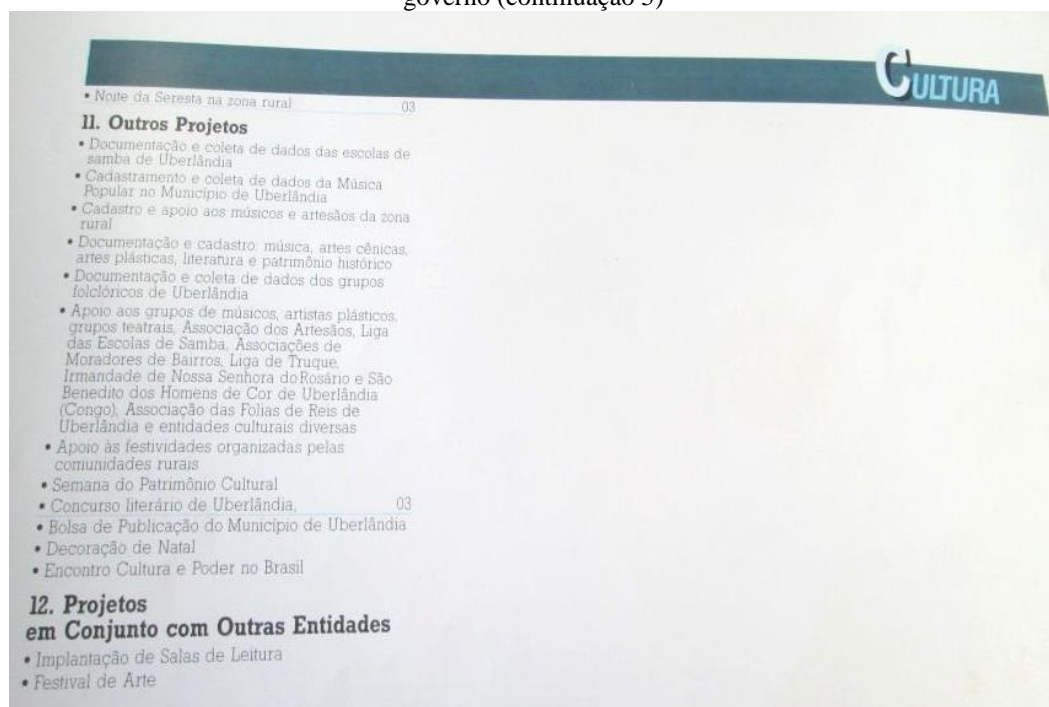 governo (continuação 5)
CULTURA
• Noite da Seresta na zona rural 03
11. Outros Projetos
• Documentação e coleta de dados das escolas de
samba de Uberlândia
• Cadastramento e coleta de dados da Música
Popular no Município de Uberlândia
• Cadastro e apoio aos músicos e artesãos da zona
rural
• Documentação e cadastro: música, artes cênicas,
artes plásticas, literatura e patrimônio histórico
• Documentação e coleta de dados dos grupos
folclóricos de Uberlândia
• Apoio aos grupos de músicos, artistas plásticos,
grupos teatrais, Associação dos Artesãos, Liga
das Escolas de Samba, Associações de
Moradores de Bairros, Liga de Truque,
Irmandade de Nossa Senhora do Rosário e São
Benedito dos Homens de Cor de Uberlândia
(Congo), Associação das Folias de Reis de
Uberlândia e entidades culturais diversas
• Apoio às festividades organizadas pelas
comunidades rurais
• Semana do Patrimônio Cultural
• Concurso literário de Uberlândia, 03
• Bolsa de Publicação do Município de Uberlândia
• Decoração de Natal
• Encontro Cultura e Poder no Brasil
12. Projetos
em Conjunto com Outras Entidades
• Implantação de Salas de Leitura
• Festival de Arte